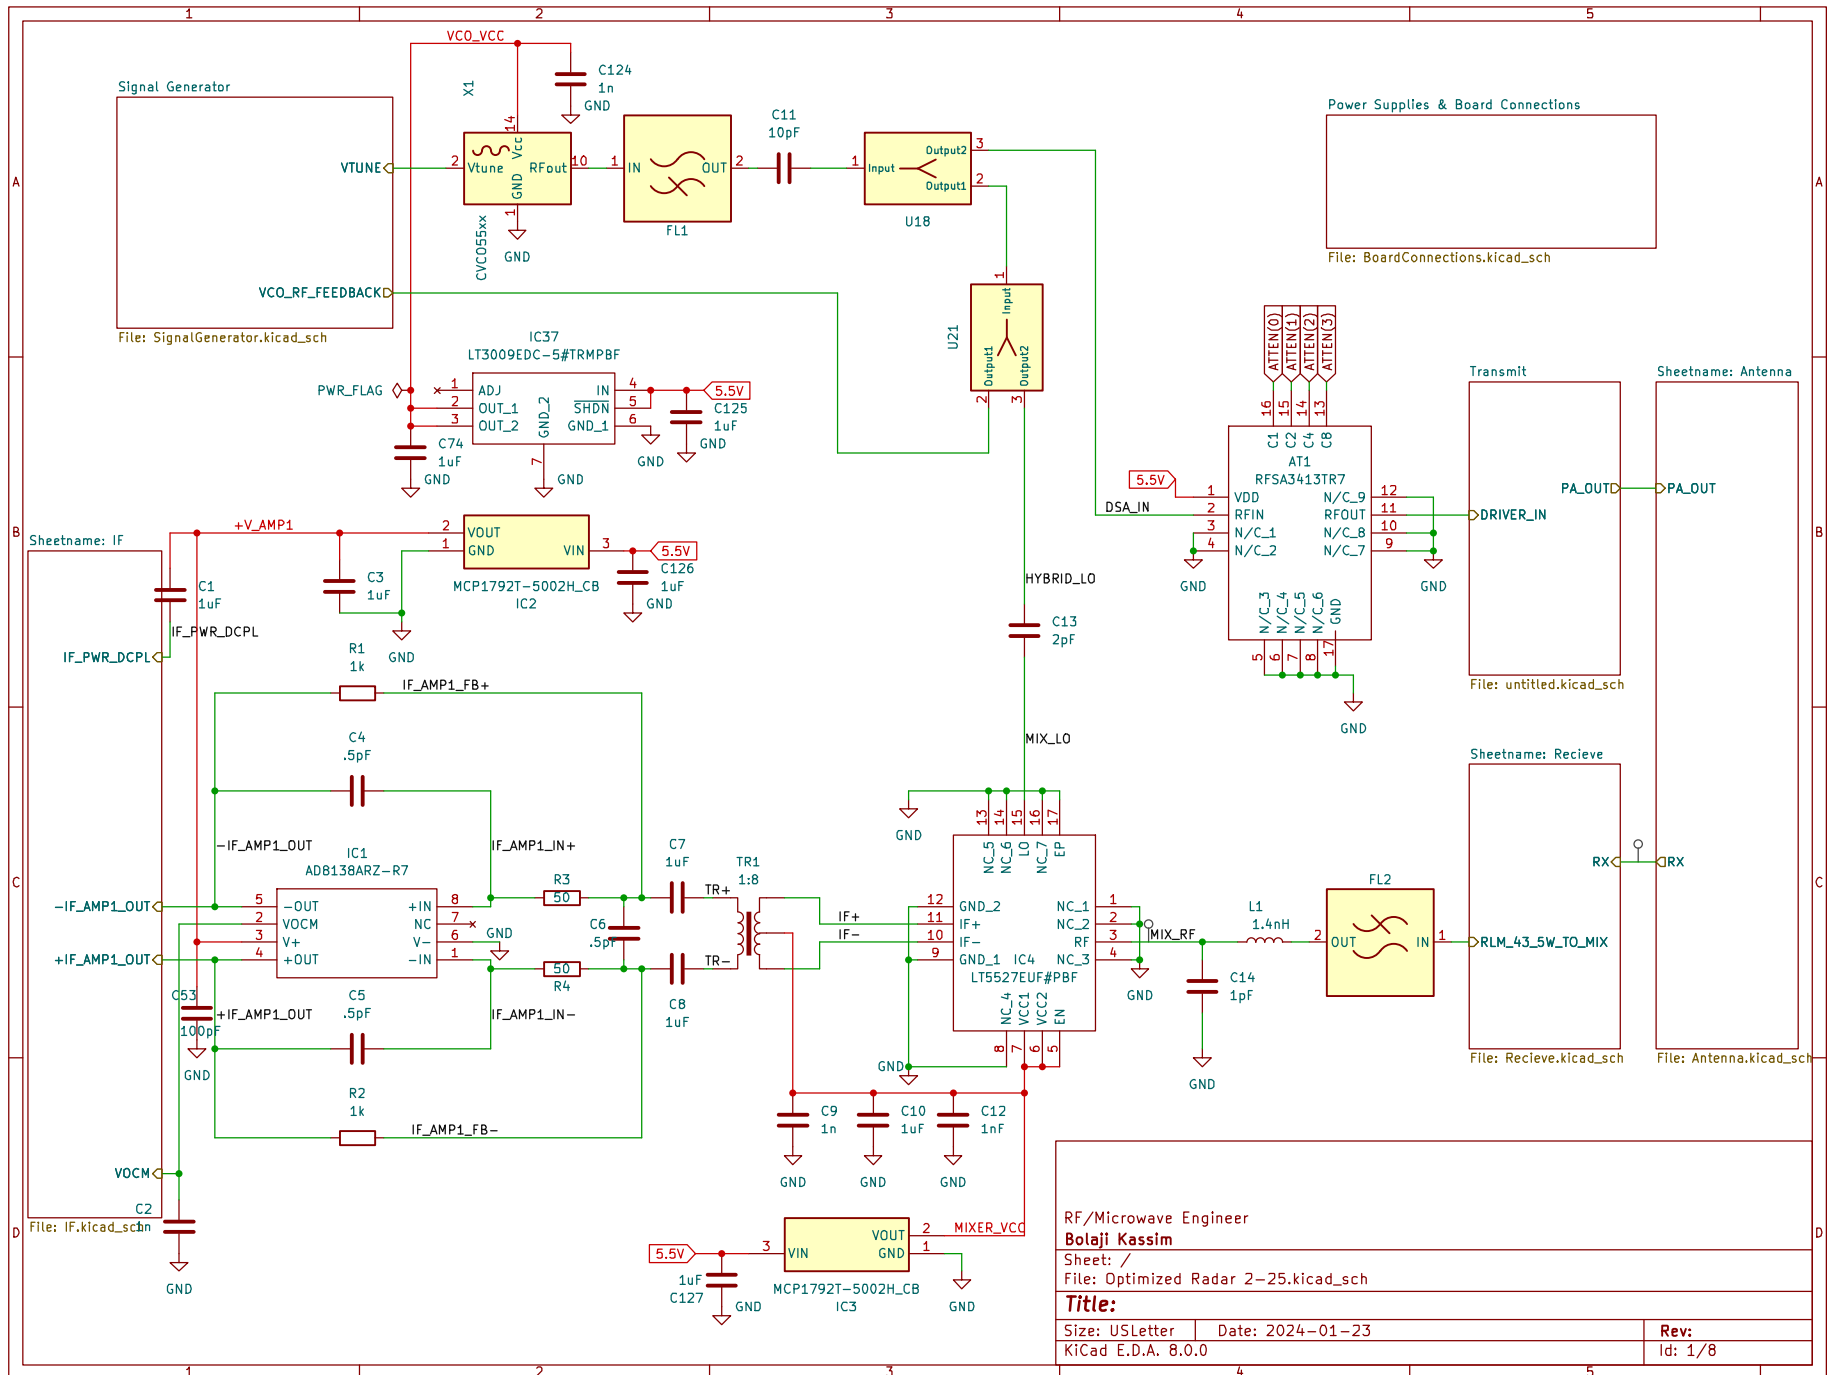 1 2 3 4 5
VCO_VCC
C124
1n
GND
X1
Signal Generator
VTUNE
VCO_RF_FEEDBACK
File: SignalGenerator.kicad_sch
14
2 Vtune
Vcc
RFout 10
GND
1
GND
CVCO55xx
1 IN
OUT 2
FL1
C11
10pF
1 Input
Output2 3
Output1 2
U18
Power Supplies & Board Connections
File: BoardConnections.kicad_sch
A A
1
Input
U21
Output1
Output2
2 3
IC37
LT3009EDC-5#TRMPBF
PWR_FLAG
1 ADJ
2 OUT_1
3 OUT_2
IN 4
SHDN 5
GND_1 6
GND_2
7
GND
5.5V
C125
1uF
GND
GND
C74
1uF
GND
ATTEN(0)
ATTEN(1)
ATTEN(2)
ATTEN(3)
16 15 14 13
C1 C2 C4 C8
AT1
RFSA3413TR7
5.5V
DSA_IN
1 VDD
2 RFIN
3 N/C_1
4 N/C_2
N/C_9 12
RFOUT 11
N/C_8 10
N/C_7 9
N/C_3 N/C_4 N/C_5 N/C_6 GND
5 6 7 8 17
GND
GND
GND
Transmit
PA_OUT
DRIVER_IN
File: untitled.kicad_sch
Sheetname: Antenna
PA_OUT
RX
File: Antenna.kicad_sch
B B
Sheetname: IF
+V_AMP1
2 VOUT
1 GND
VIN 3
5.5V
MCP1792T-5002H_CB
IC2
C126
1uF
GND
C1
1uF
C3
1uF
GND
IF_PWR_DCPL
IF_PWR_DCPL
HYBRID_LO
C13
2pF
MIX_LO
R1
1k
IF_AMP1_FB+
C4
.5pF
-IF_AMP1_OUT
IF_AMP1_IN+
IC1
AD8138ARZ-R7
-IF_AMP1_OUT
+IF_AMP1_OUT
5 -OUT
2 VOCM
3 V+
4 +OUT
+IN 8
NC 7
V- 6
-IN 1
GND
R3
50
C6
.5pF
50
R4
C7
1uF
C8
1uF
TR1
1:8
TR+
TR-
IF+
IF-
C53
100pF
GND
+IF_AMP1_OUT
C5
.5pF
IF_AMP1_IN-
R2
1k
IF_AMP1_FB-
VOCM
C2
1n
File: IF.kicad_sch
GND
C C
GND
13 14 15 16 17
NC_5 NC_6 LO NC_7 EP
12 GND_2
11 IF+
10 IF-
9 GND_1
NC_1 1
NC_2 2
RF 3
NC_3 4
IC4
LT5527EUF#PBF
NC_4 VCC1 VCC2 EN
8 7 6 5
GND
GND
MIX_RF
C14
1pF
GND
L1
1.4nH
FL2
2 OUT
IN 1
Sheetname: Recieve
RX
RLM_43_5W_TO_MIX
File: Recieve.kicad_sch
C9
1n
C10
1uF
C12
1nF
GND
GND
GND
5.5V
3 VIN
VOUT 2
GND 1
MIXER_VCC
1uF
C127
GND
MCP1792T-5002H_CB
IC3
GND
D D
RF/Microwave Engineer
Bolaji Kassim
Sheet: /
File: Optimized Radar 2-25.kicad_sch
Title:
Size: USLetter Date: 2024-01-23 Rev:
KiCad E.D.A. 8.0.0 Id: 1/8
1 2 3 4 5